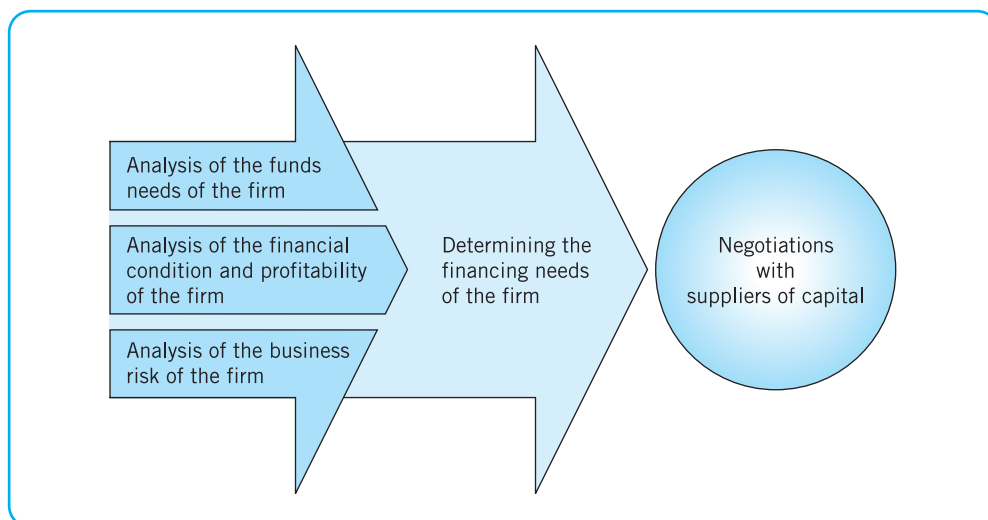 Analysis of the funds
needs of the firm
Analysis of the financial
condition and profitability
of the firm
Analysis of the business
risk of the firm
Determining the
financing needs
of the firm
Negotiations
with
suppliers of capital